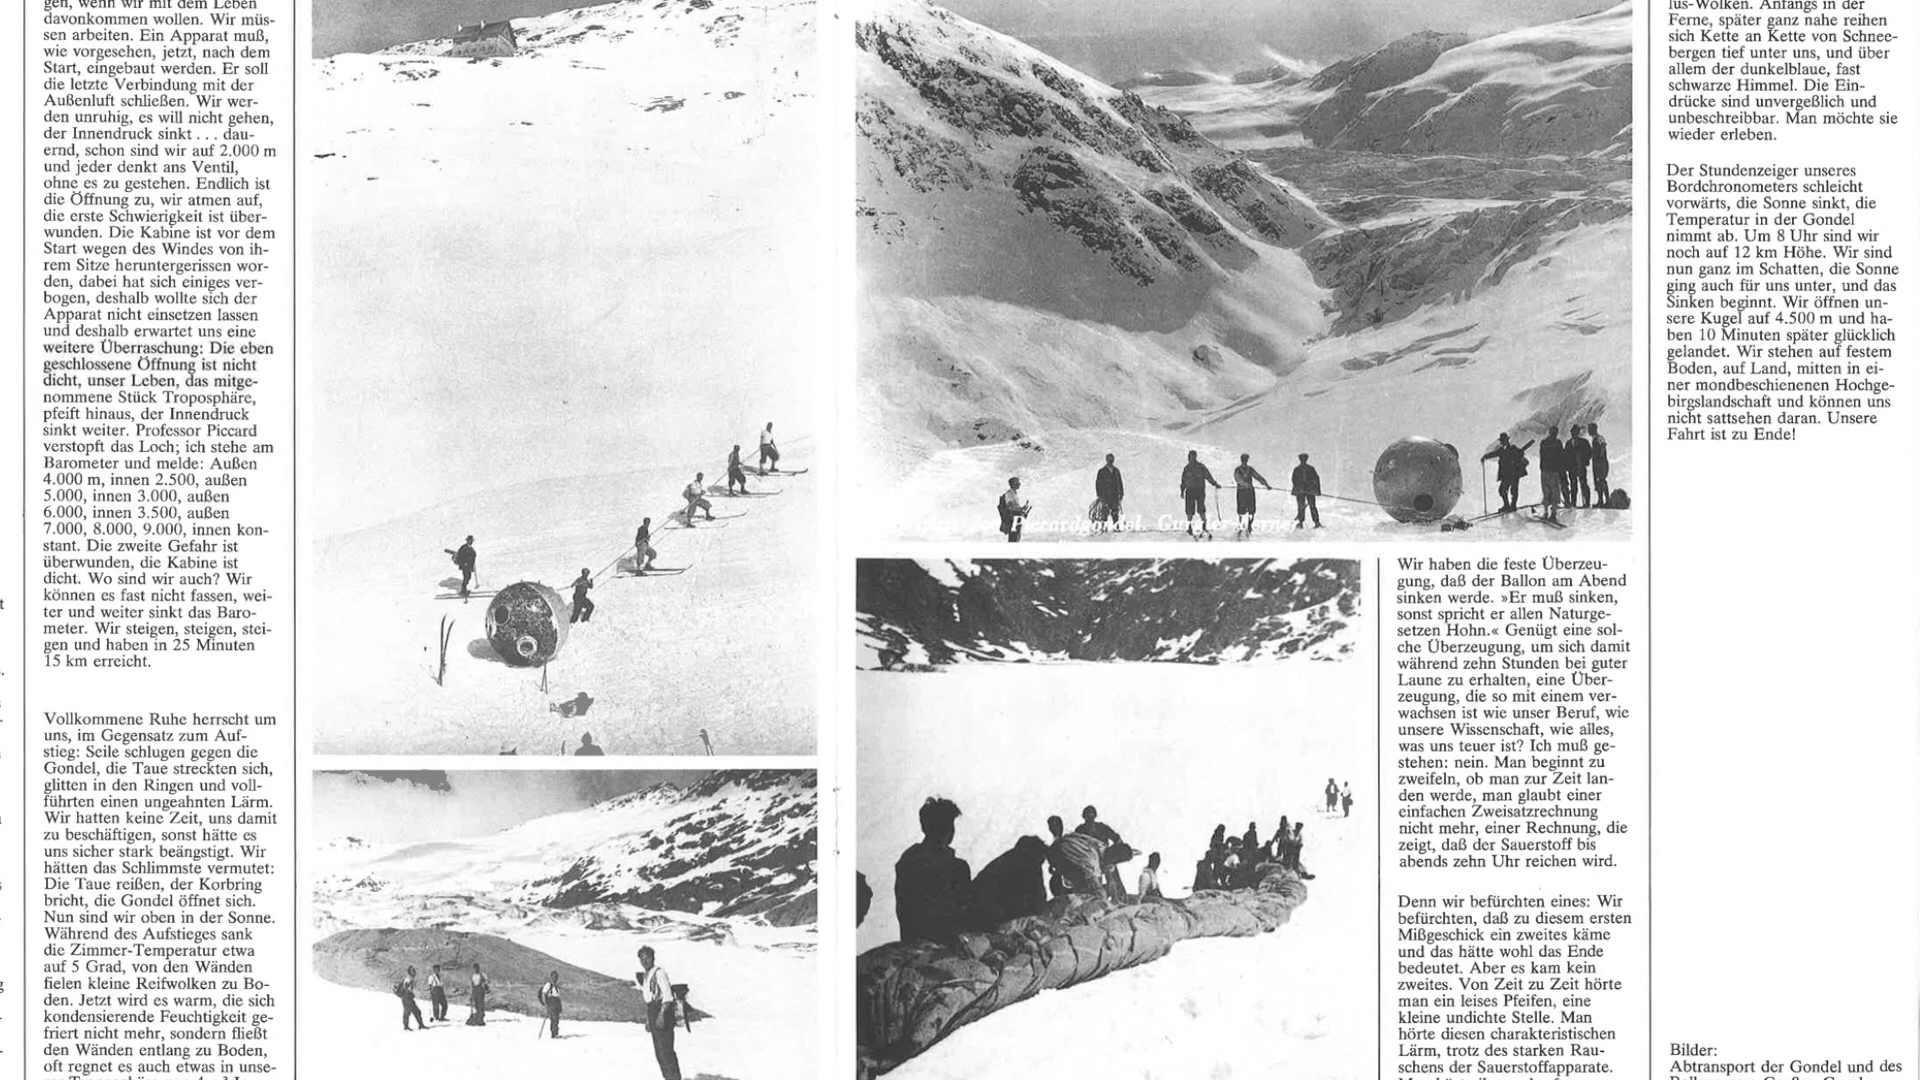 gen, wenn wir mit dem Leben
davonkommen wollen. Wir müs-
sen arbeiten. Ein Apparat muß,
wie vorgesehen, jetzt, nach dem
Start, eingebaut werden. Er soll
die letzte Verbindung mit der
Außenluft schließen. Wir wer-
den unruhig, es will nicht gehen,
der Innendruck sinkt . . . dau-
ernd, schon sind wir auf 2.000 m
und jeder denkt ans Ventil,
ohne es zu gestehen. Endlich ist
die Öffnung zu, wir atmen auf,
die erste Schwierigkeit ist über-
wunden. Die Kabine ist vor dem
Start wegen des Windes von ih-
rem Sitze heruntergerissen wor-
den, dabei hat sich einiges ver-
bogen, deshalb wollte sich der
Apparat nicht einsetzen lassen
und deshalb erwartet uns eine
weitere Überraschung: Die eben
geschlossene Öffnung ist nicht
dicht, unser Leben, das mitge-
nommene Stück Troposphäre,
pfeift hinaus, der Innendruck
sinkt weiter. Professor Piccard
verstopft das Loch; ich stehe am
Barometer und melde: Außen
4.000 m, innen 2.500, außen
5.000, innen 3.000, außen
6.000, innen 3.500, außen
7.000, 8.000, 9.000, innen kon-
stant. Die zweite Gefahr ist
überwunden, die Kabine ist
dicht. Wo sind wir auch? Wir
können es fast nicht fassen, wei-
ter und weiter sinkt das Baro-
meter. Wir steigen, steigen, stei-
gen und haben in 25 Minuten
15 km erreicht.
Vollkommene Ruhe herrscht um
uns, im Gegensatz zum Auf-
stieg: Seile schlugen gegen die
Gondel, die Taue streckten sich,
glitten in den Ringen und voll-
führten einen ungeahnten Lärm.
Wir hatten keine Zeit, uns damit
zu beschäftigen, sonst hätte es
uns sicher stark beängstigt. Wir
hätten das Schlimmste vermutet:
Die Taue reißen, der Korbring
bricht, die Gondel öffnet sich.
Nun sind wir oben in der Sonne.
Während des Aufstieges sank
die Zimmer-Temperatur etwa
auf 5 Grad, von den Wänden
fielen kleine Reifwolken zu Bo-
den. Jetzt wird es warm, die sich
kondensierende Feuchtigkeit ge-
friert nicht mehr, sondern fließt
den Wänden entlang zu Boden,
oft regnet es auch etwas in unse-
Piccardgondel. Gurgler-Ferner
Wir haben die feste Überzeu-
gung, daß der Ballon am Abend
sinken werde. »Er muß sinken,
sonst spricht er allen Naturge-
setzen Hohn.« Genügt eine sol-
che Überzeugung, um sich damit
während zehn Stunden bei guter
Laune zu erhalten, eine Über-
zeugung, die so mit einem ver-
wachsen ist wie unser Beruf, wie
unsere Wissenschaft, wie alles,
was uns teuer ist? Ich muß ge-
stehen: nein. Man beginnt zu
zweifeln, ob man zur Zeit lan-
den werde, man glaubt einer
einfachen Zweisatzrechnung
nicht mehr, einer Rechnung, die
zeigt, daß der Sauerstoff bis
abends zehn Uhr reichen wird.
Denn wir befürchten eines: Wir
befürchten, daß zu diesem ersten
Mißgeschick ein zweites käme
und das hätte wohl das Ende
bedeutet. Aber es kam kein
zweites. Von Zeit zu Zeit hörte
man ein leises Pfeifen, eine
kleine undichte Stelle. Man
hörte diesen charakteristischen
Lärm, trotz des starken Rau-
schens der Sauerstoffapparate.
lus-Wolken. Anfangs in der
Ferne, später ganz nahe reihen
sich Kette an Kette von Schnee-
bergen tief unter uns, und über
allem der dunkelblaue, fast
schwarze Himmel. Die Ein-
drücke sind unvergeßlich und
unbeschreibbar. Man möchte sie
wieder erleben.
Der Stundenzeiger unseres
Bordchronometers schleicht
vorwärts, die Sonne sinkt, die
Temperatur in der Gondel
nimmt ab. Um 8 Uhr sind wir
noch auf 12 km Höhe. Wir sind
nun ganz im Schatten, die Sonne
ging auch für uns unter, und das
Sinken beginnt. Wir öffnen un-
sere Kugel auf 4.500 m und ha-
ben 10 Minuten später glücklich
gelandet. Wir stehen auf festem
Boden, auf Land, mitten in ei-
ner mondbeschienenen Hochge-
birgslandschaft und können uns
nicht sattsehen daran. Unsere
Fahrt ist zu Ende!
Bilder:
Abtransport der Gondel und des